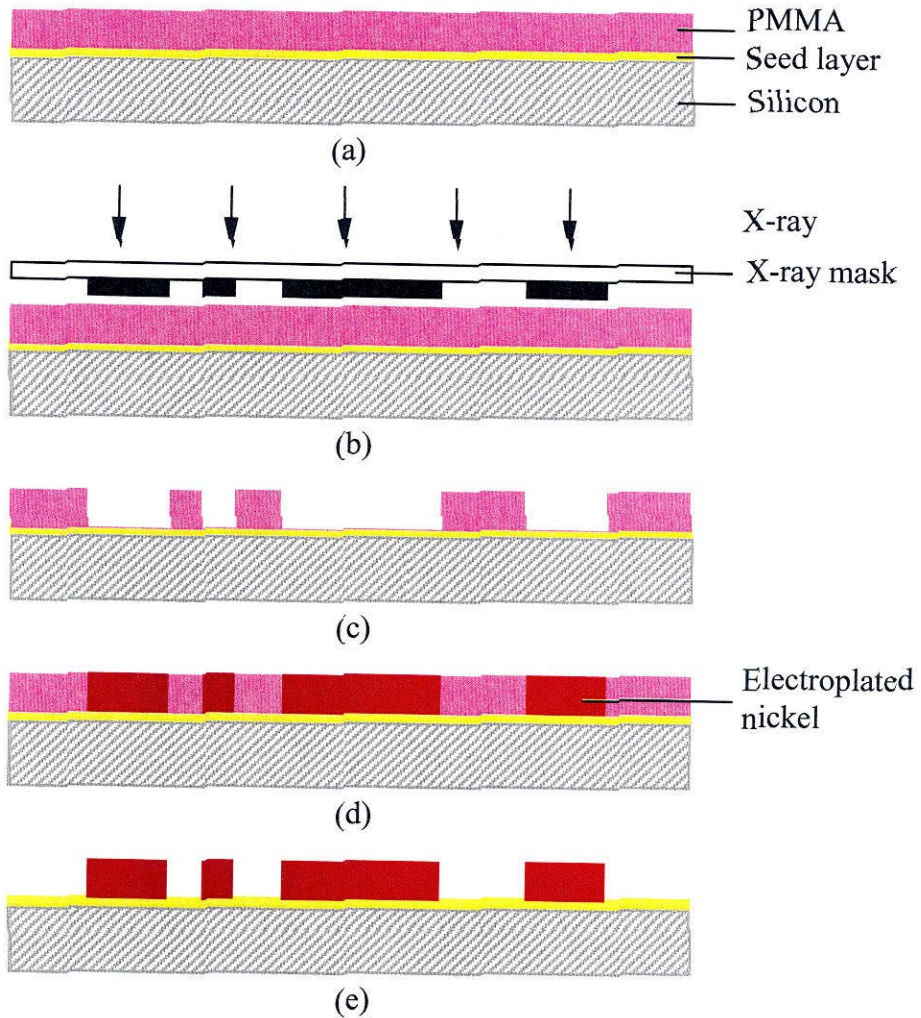 PMMA
Seed layer
Silicon
(a)
X-ray
X-ray mask
(b)
(c)
Electroplated
nickel
(d)
(e)